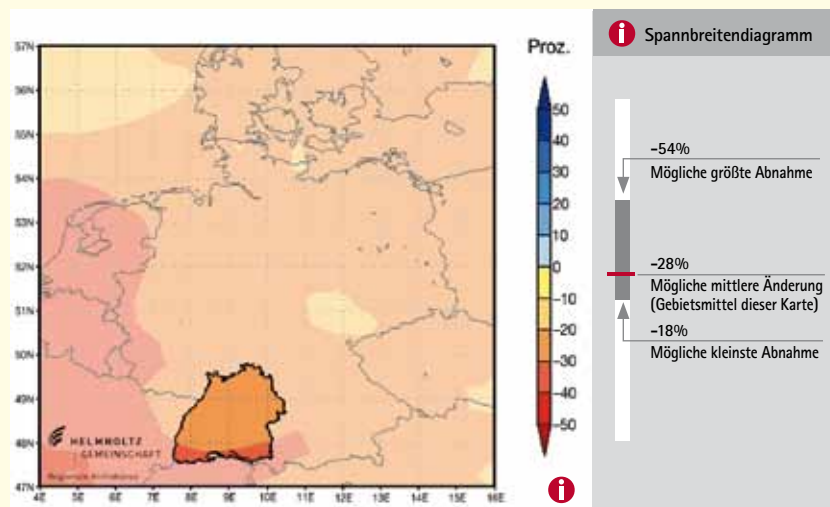 57N
56N
55N
54N
53N
52N
51N
50N
49N
48N
47N
4E 5E 6E 7E 8E 9E 10E 11E 12E 13E 14E 15E 16E
HELMHOLTZ
GEMEINSCHAFT
Regionale Klimabüros
Proz.
50
40
30
20
10
0
-10
-20
-30
-40
-50
i
i Spannbreitendiagramm
-54%
Mögliche größte Abnahme
-28%
Mögliche mittlere Änderung
(Gebietsmittel dieser Karte)
-18%
Mögliche kleinste Abnahme